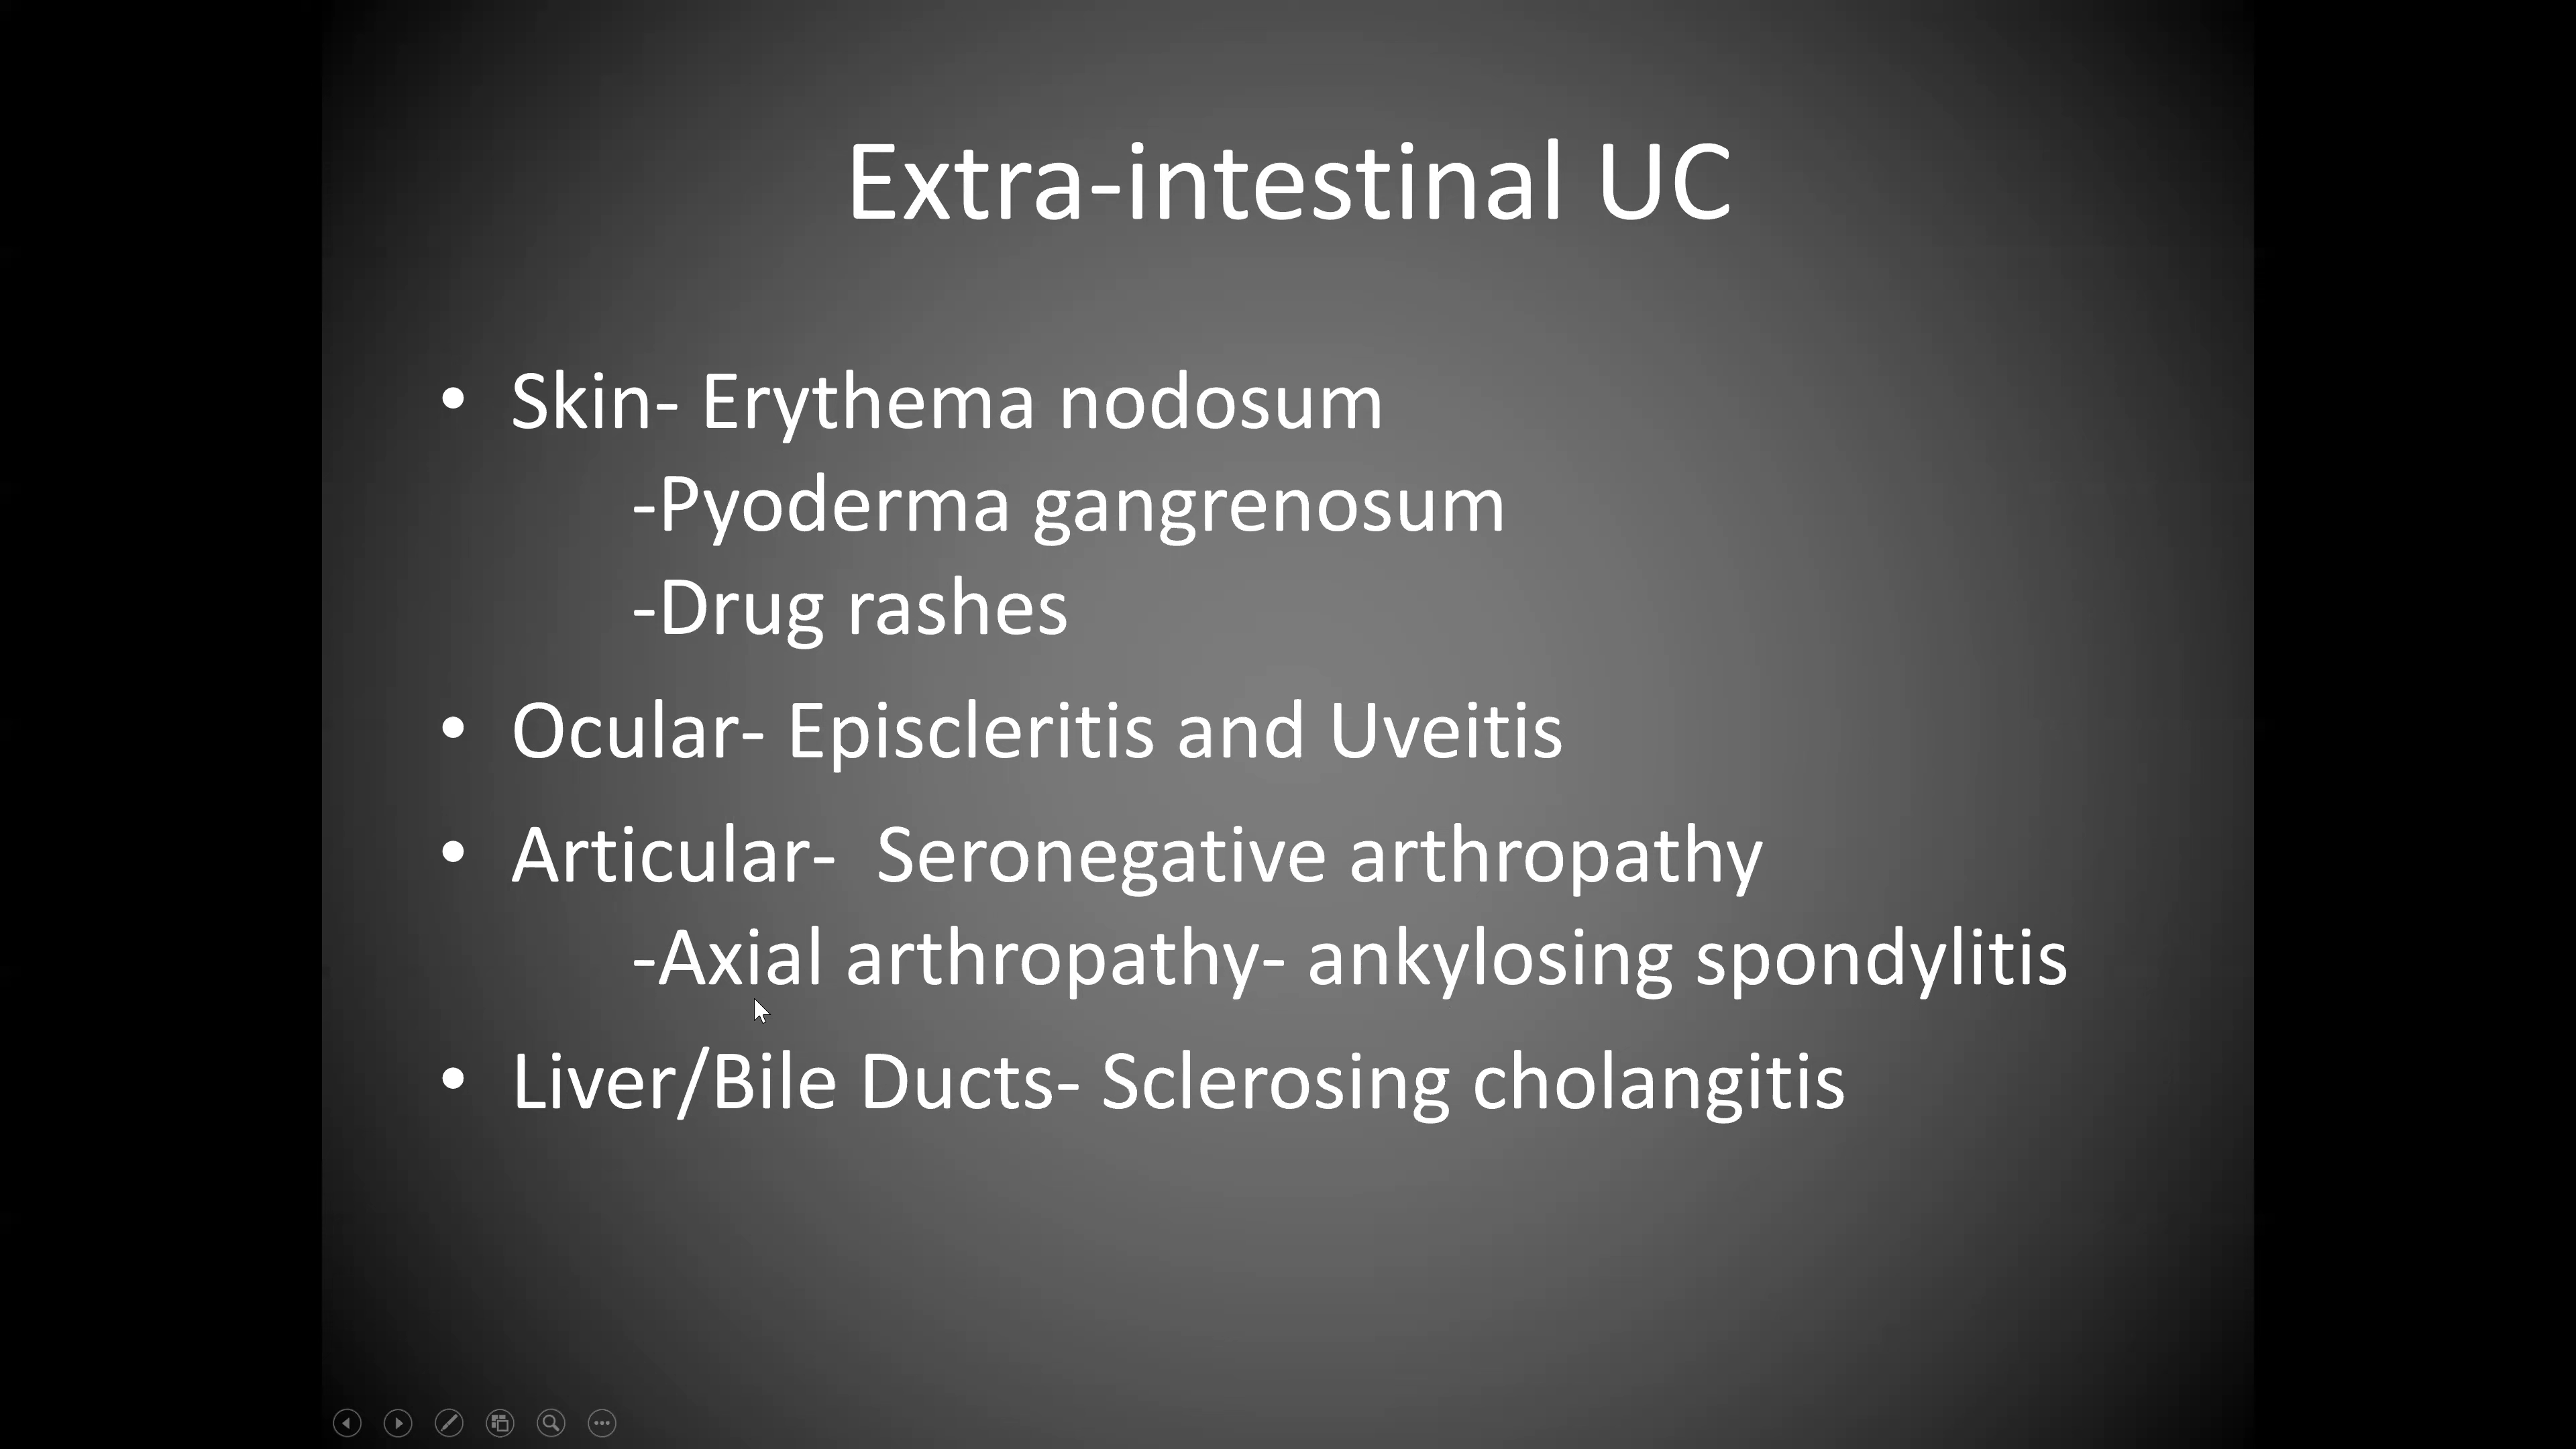 Extra-intestinal UC
• Skin- Erythema nodosum
-Pyoderma gangrenosum
-Drug rashes
• Ocular- Episcleritis and Uveitis
• Articular-  Seronegative arthropathy
-Axial arthropathy- ankylosing spondylitis
• Liver/Bile Ducts- Sclerosing cholangitis